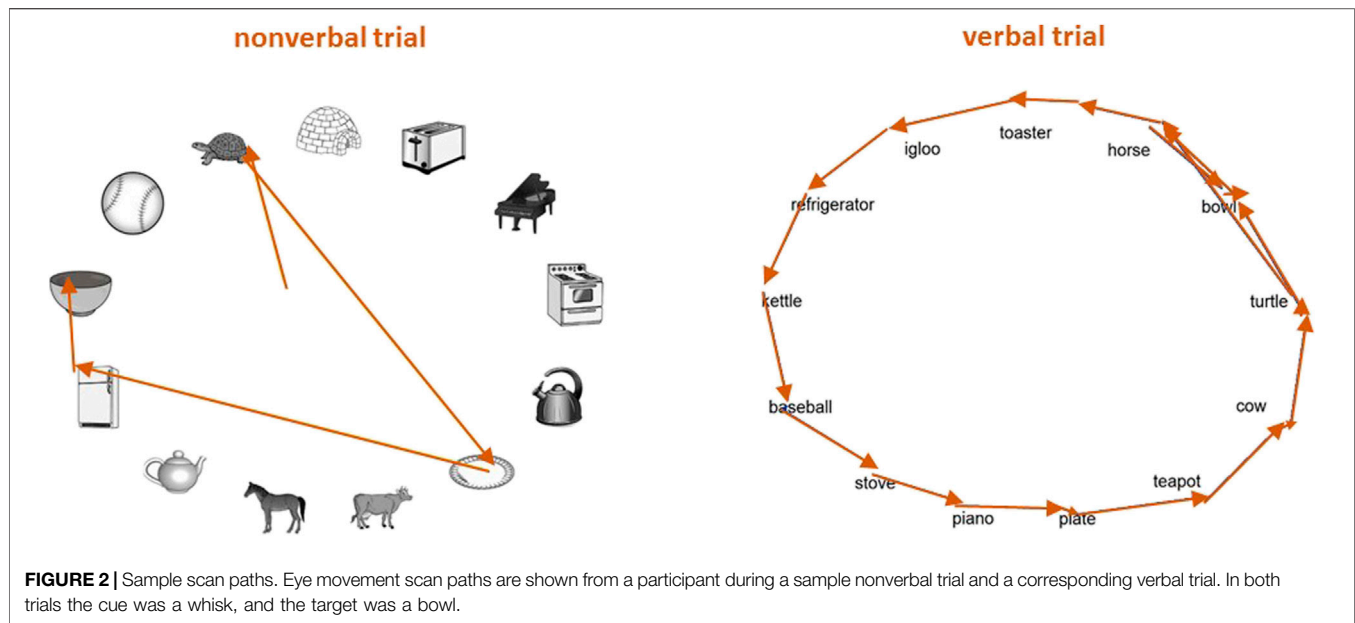 nonverbal trial
verbal trial
toaster
horse
igloo
bowl
refrigerator
kettle
turtle
baseball
cow
stove
teapot
piano
plate
FIGURE 2 | Sample scan paths. Eye movement scan paths are shown from a participant during a sample nonverbal trial and a corresponding verbal trial. In both
trials the cue was a whisk, and the target was a bowl.